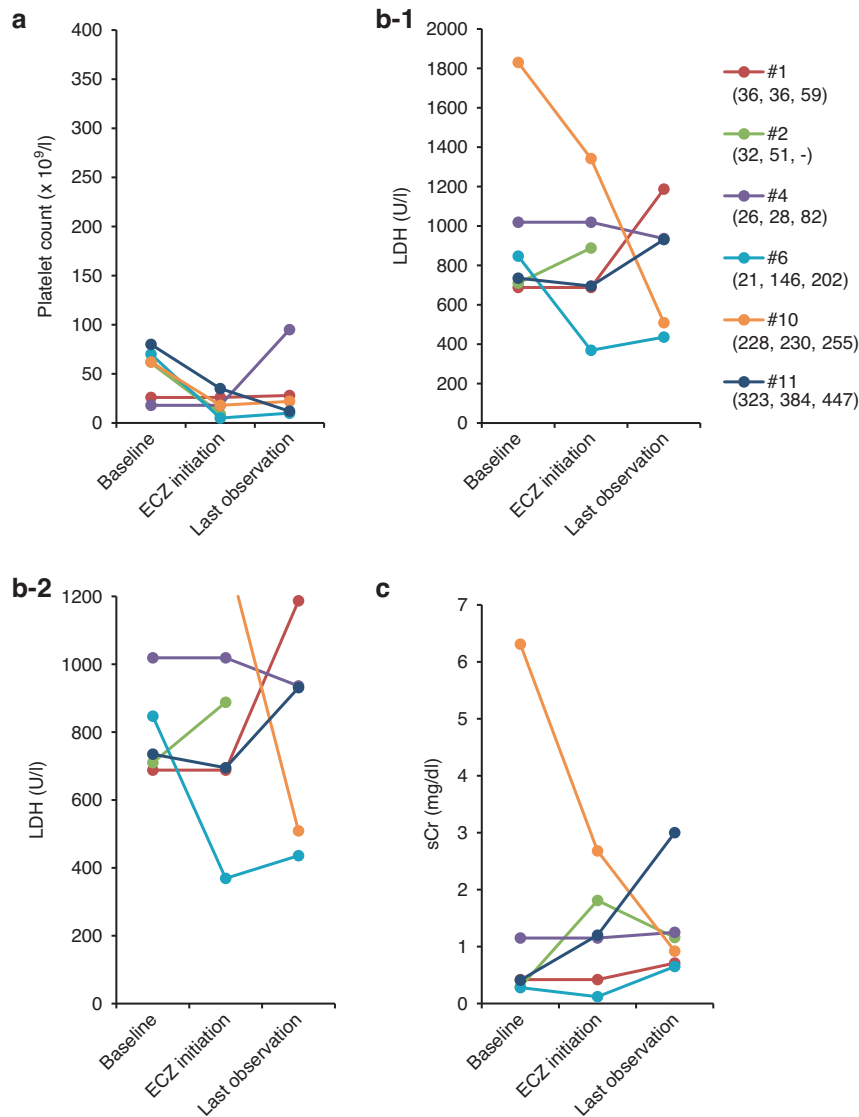 a
Platelet count (x 10⁹/l)
400
350
300
250
200
150
100
50
0
Baseline
ECZ initiation
Last observation
b-1
LDH (U/l)
2000
1800
1600
1400
1200
1000
800
600
400
200
0
Baseline
ECZ initiation
Last observation
#1
(36, 36, 59)
#2
(32, 51, -)
#4
(26, 28, 82)
#6
(21, 146, 202)
#10
(228, 230, 255)
#11
(323, 384, 447)
b-2
LDH (U/l)
1200
1000
800
600
400
200
0
Baseline
ECZ initiation
Last observation
c
sCr (mg/dl)
7
6
5
4
3
2
1
0
Baseline
ECZ initiation
Last observation